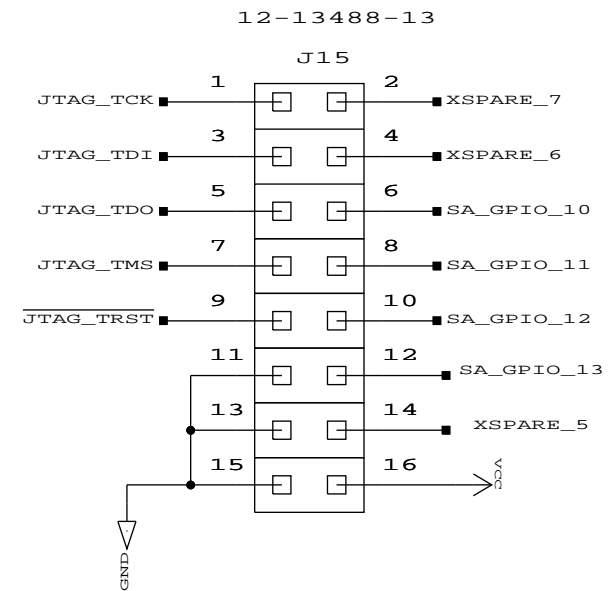 12-13488-13
J15
JTAG_TCK 1 2 XSPARE_7
JTAG_TDI 3 4 XSPARE_6
JTAG_TDO 5 6 SA_GPIO_10
JTAG_TMS 7 8 SA_GPIO_11
JTAG_TRST 9 10 SA_GPIO_12
11 12 SA_GPIO_13
13 14 XSPARE_5
15 16 VCC
GND